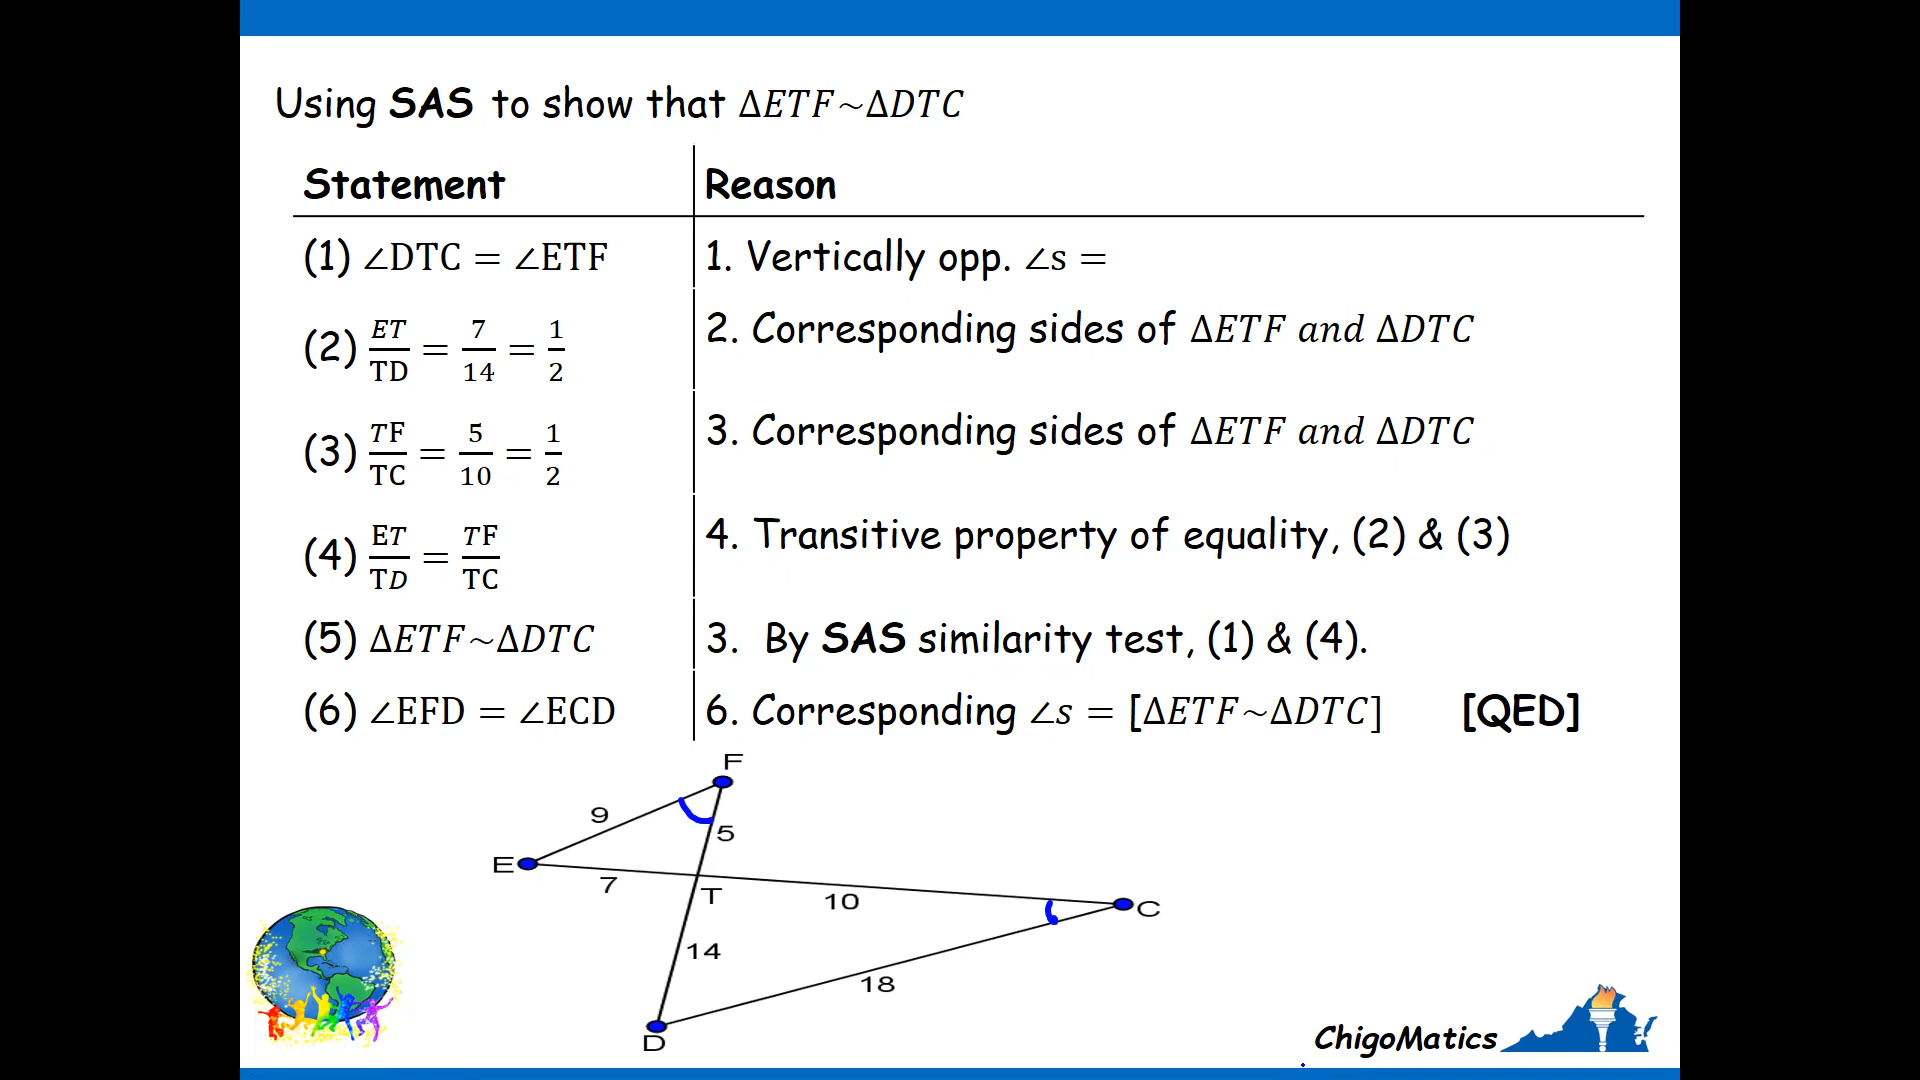 Using SAS to show that ΔETF~ΔDTC
Statement Reason
(1) ∠DTC = ∠ETF 1. Vertically opp. ∠s =
(2) ET/TD = 7/14 = 1/2 2. Corresponding sides of ΔETF and ΔDTC
(3) TF/TC = 5/10 = 1/2 3. Corresponding sides of ΔETF and ΔDTC
(4) ET/TD = TF/TC 4. Transitive property of equality, (2) & (3)
(5) ΔETF~ΔDTC 3. By SAS similarity test, (1) & (4).
(6) ∠EFD = ∠ECD 6. Corresponding ∠s = [ΔETF~ΔDTC] [QED]
F
9
5
E
7
T
10
C
14
18
D
ChigoMatics